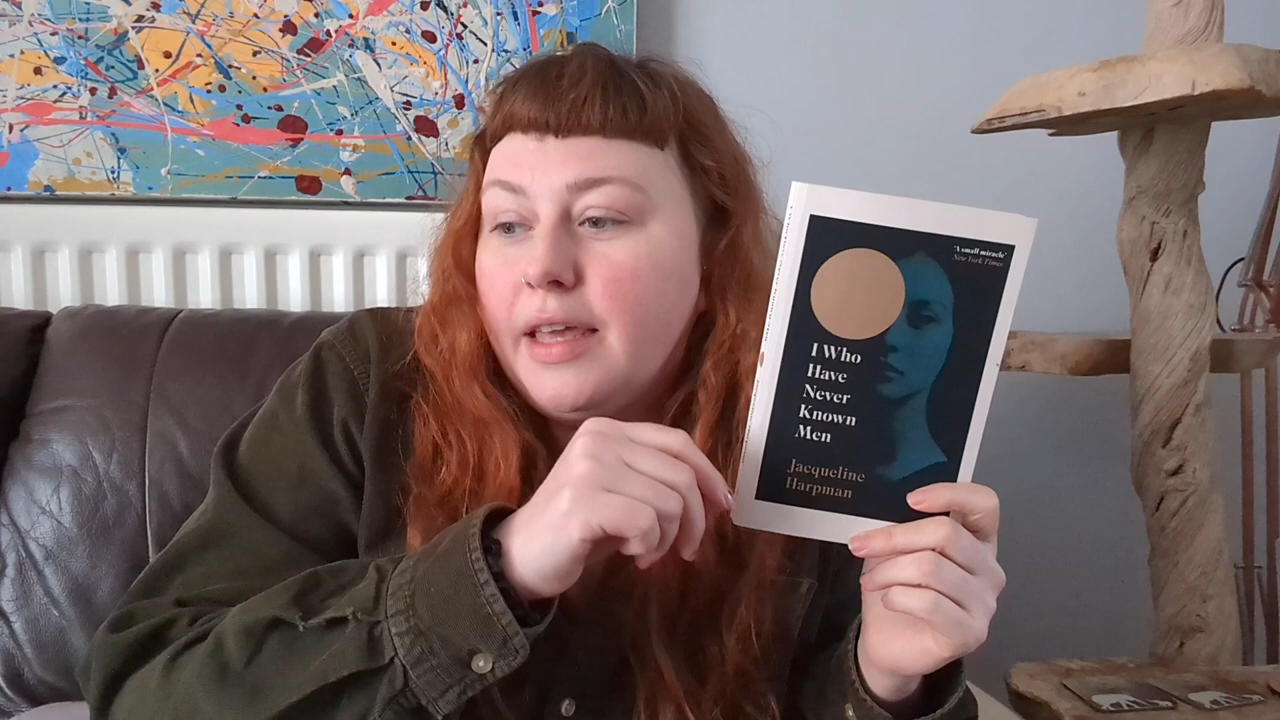 'A small miracle'
New York Times
I Who
Have
Never
Known
Men
Jacqueline
Harpman